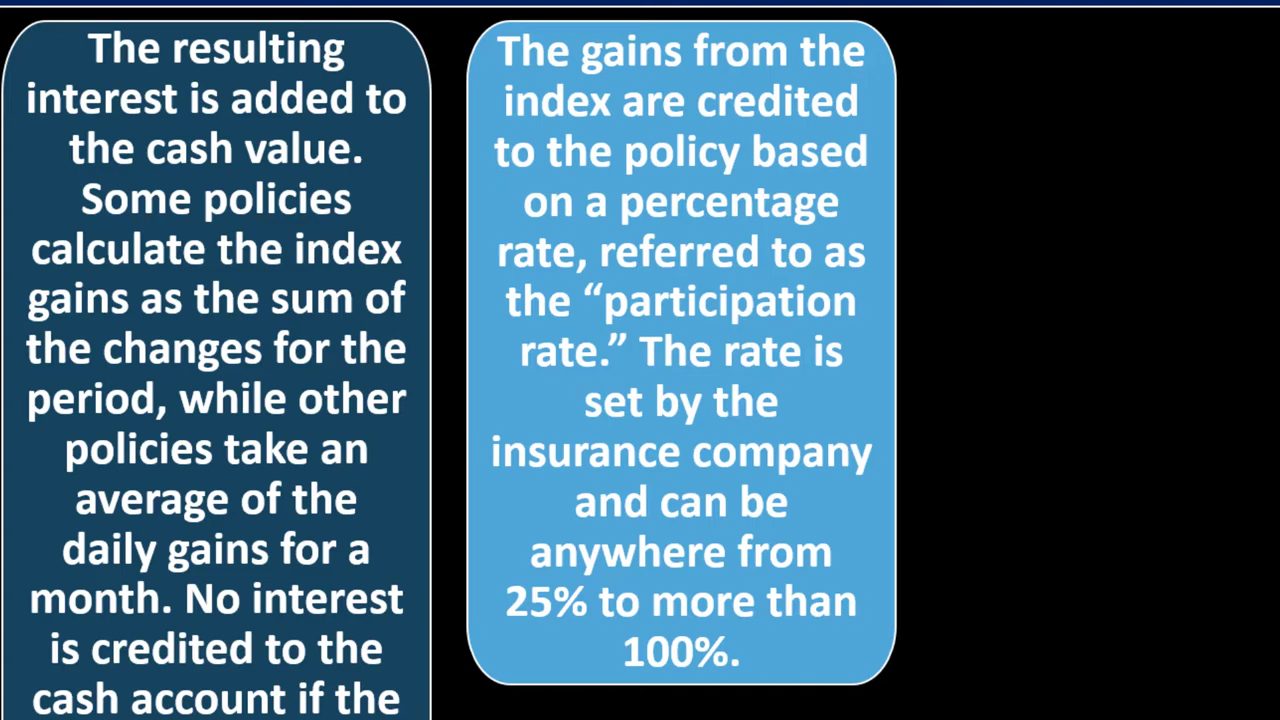 The resulting
interest is added to
the cash value.
Some policies
calculate the index
gains as the sum of
the changes for the
period, while other
policies take an
average of the
daily gains for a
month. No interest
is credited to the
cash account if the
The gains from the
index are credited
to the policy based
on a percentage
rate, referred to as
the “participation
rate.” The rate is
set by the
insurance company
and can be
anywhere from
25% to more than
100%.